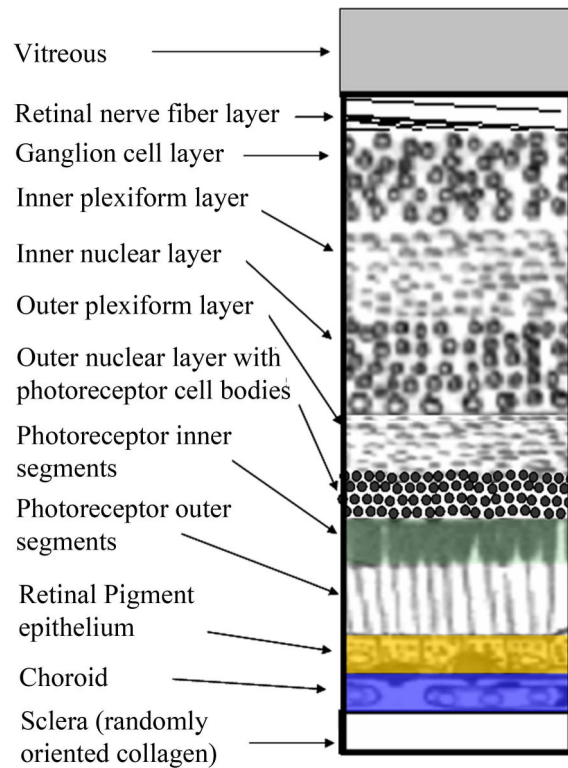 Vitreous
Retinal nerve fiber layer
Ganglion cell layer
Inner plexiform layer
Inner nuclear layer
Outer plexiform layer
Outer nuclear layer with
photoreceptor cell bodies
Photoreceptor inner
segments
Photoreceptor outer
segments
Retinal Pigment
epithelium
Choroid
Sclera (randomly
oriented collagen)